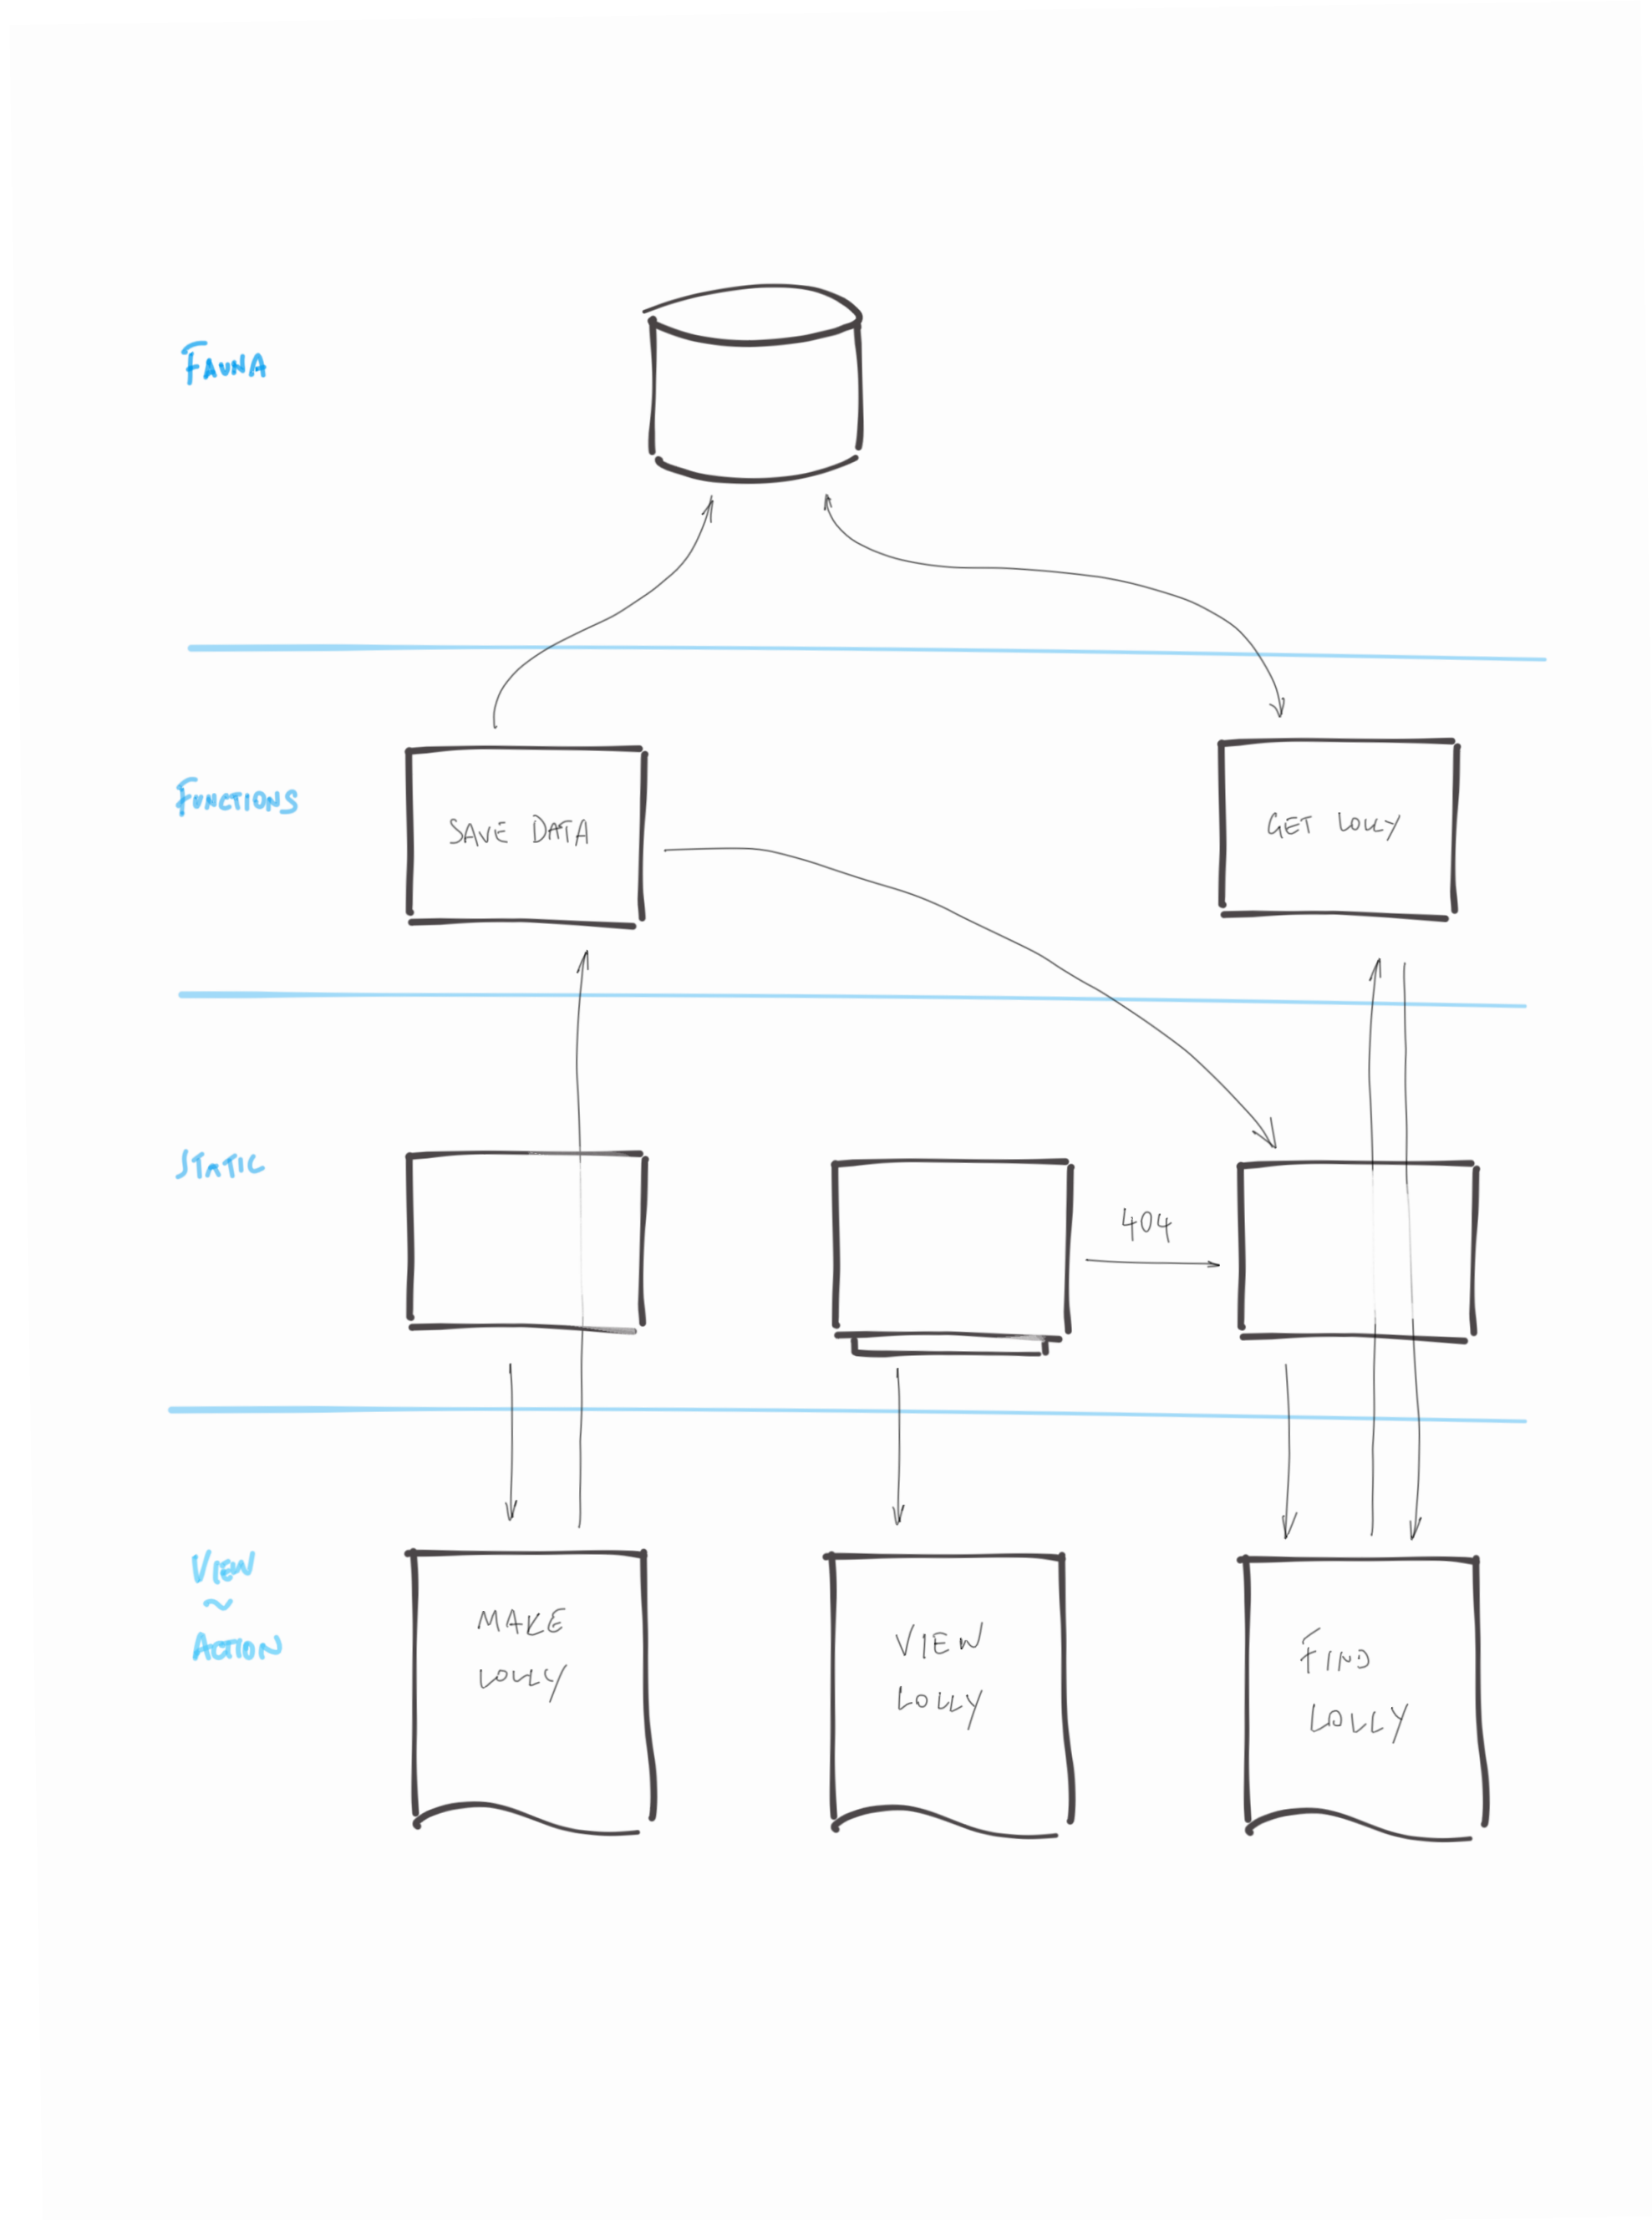 FAUNA
FUNCTIONS
SAVE DATA
GET LOLLY
STATIC
404
VIEW
~
ACTION
MAKE
LOLLY
VIEW
LOLLY
FIND
LOLLY